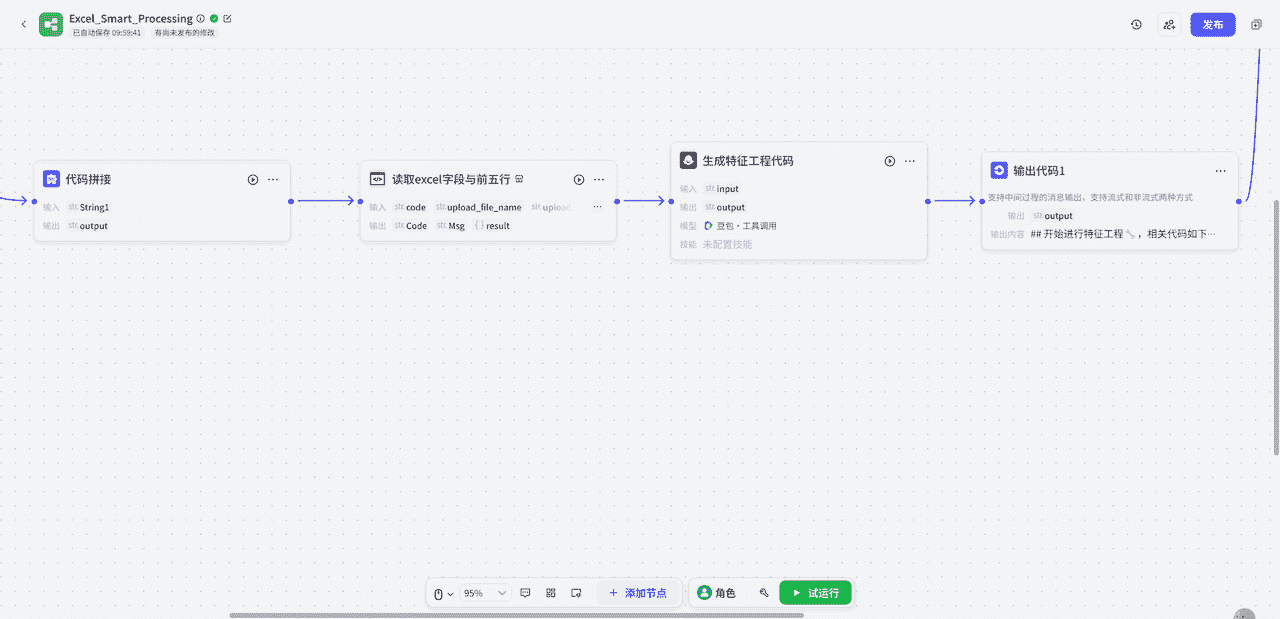 Excel_Smart_Processing
已自动保存 09:59:41 有尚未发布的修改
发布
代码拼接
输入 str. String1
输出 str. output
读取excel字段与前五行
输入 str. code str. upload_file_name str. upload
输出 str. Code str. Msg {} result
生成特征工程代码
输入 str. input
输出 str. output
模型 豆包·工具调用
技能 未配置技能
输出代码1
支持中间过程的消息输出，支持流式和非流式两种方式
输出 str. output
输出内容 ## 开始进行特征工程🔧，相关代码如下···
95%
添加节点
角色
试运行